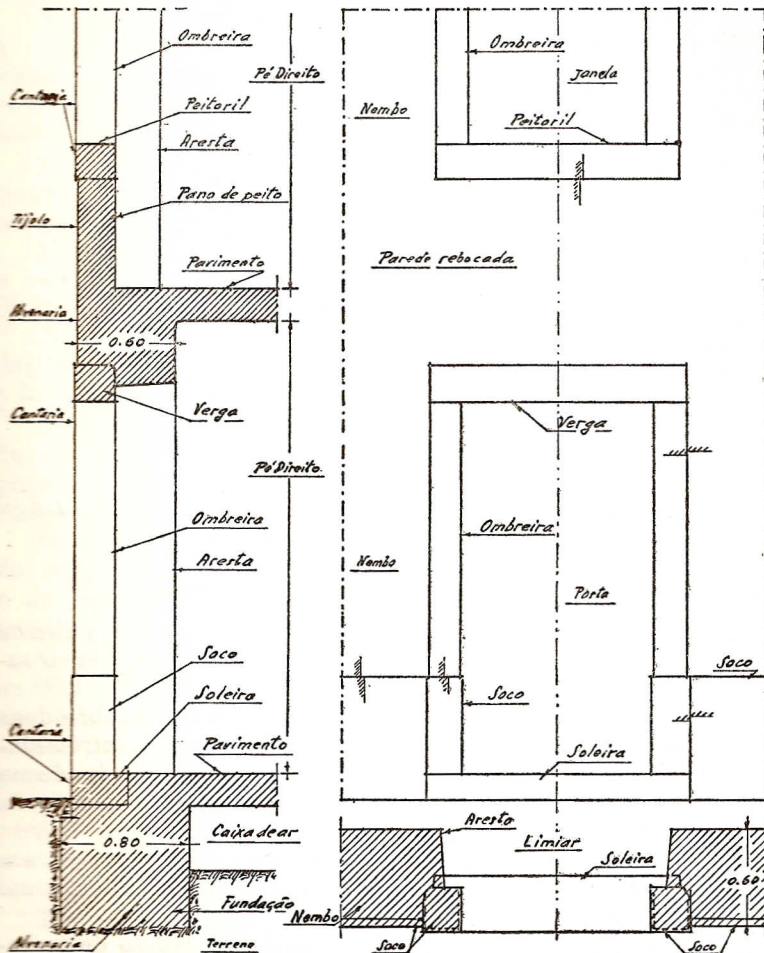 Ombreira
Pé Direito
Cantaria
Peitoril
Aresta
Pano de peito
Tijolo
Pavimento
Alvenaria
0.60
Verga
Cantaria
Pé Direito
Ombreira
Aresta
Soco
Soleira
Cantaria
Pavimento
0.80
Caixa de ar
Fundação
Alvenaria
Terreno
Ombreira
Janela
Nembo
Peitoril
Parede rebocada
Verga
Ombreira
Nembo
Porta
Soco
Soco
Soleira
Aresta
Limiar
Soleira
0.60
Nembo
Soco
Soco